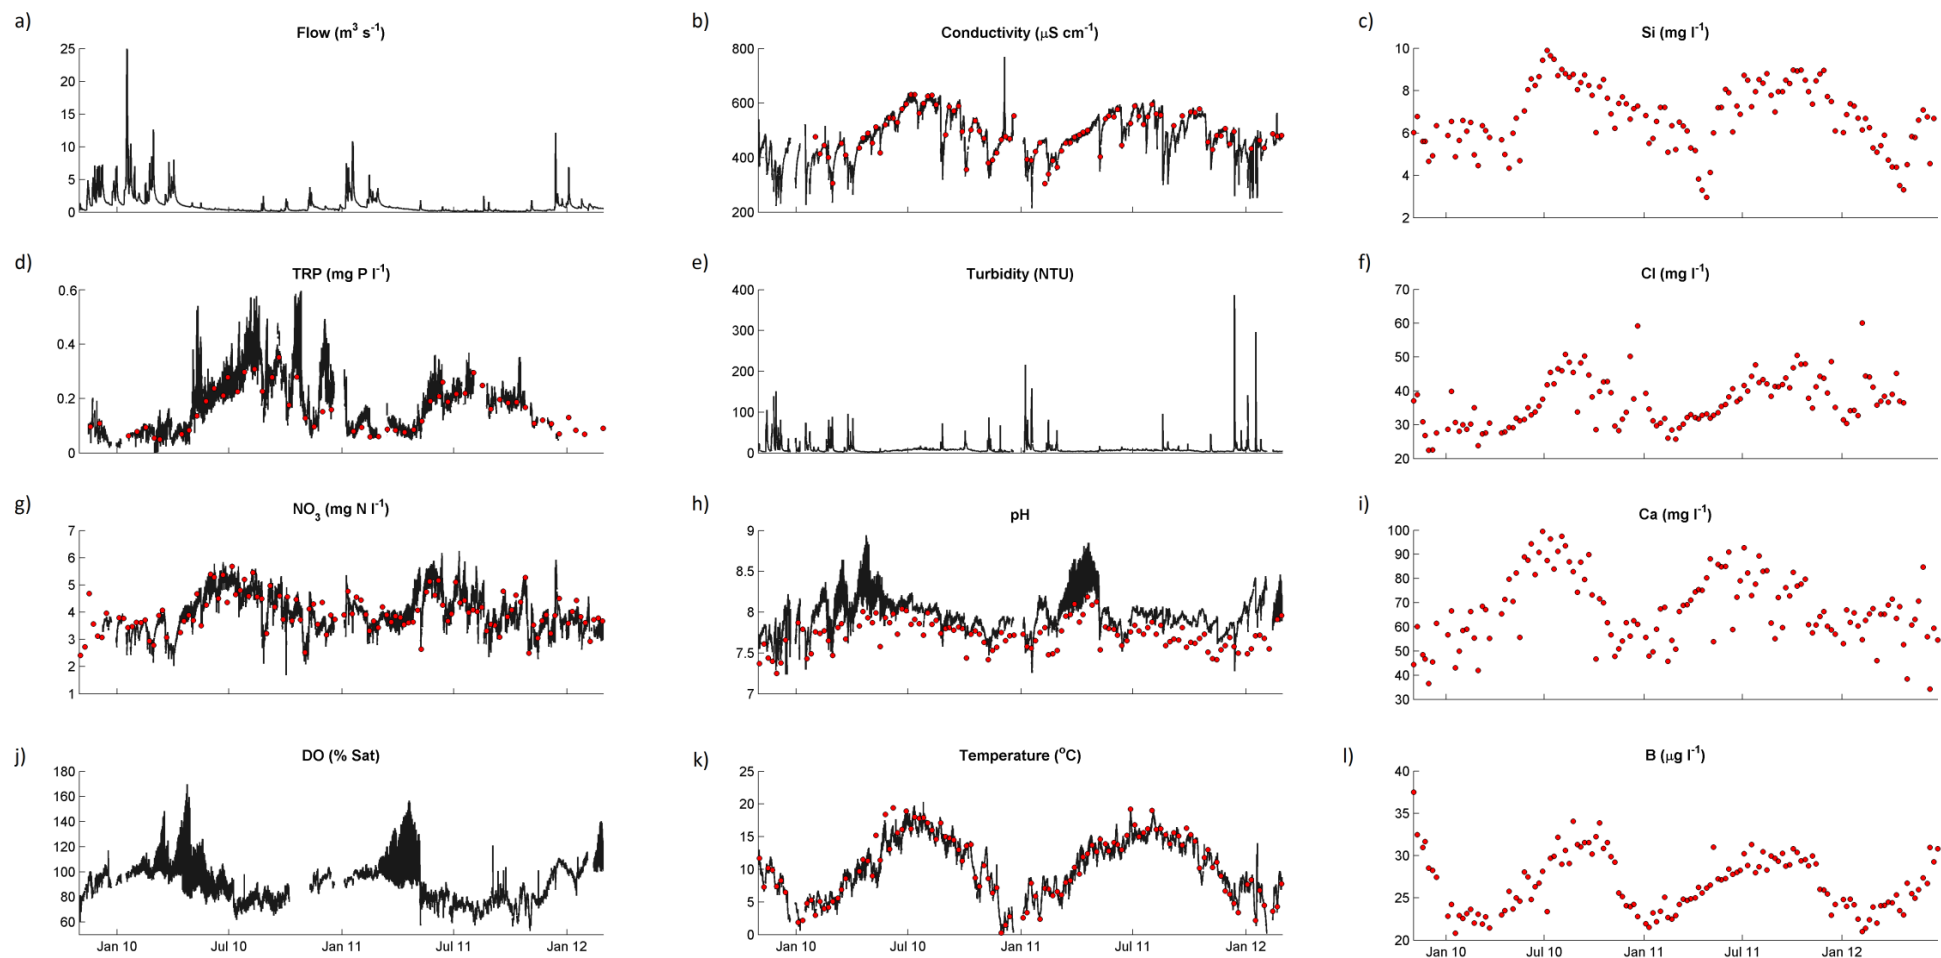 a)
Flow (m³ s⁻¹)
25
20
15
10
5
0
b)
Conductivity (μS cm⁻¹)
800
600
400
200
c)
Si (mg l⁻¹)
10
8
6
4
2
d)
TRP (mg P l⁻¹)
0.6
0.4
0.2
0
e)
Turbidity (NTU)
400
300
200
100
0
f)
Cl (mg l⁻¹)
70
60
50
40
30
20
g)
NO₃ (mg N l⁻¹)
7
6
5
4
3
2
1
h)
pH
9
8.5
8
7.5
7
i)
Ca (mg l⁻¹)
100
90
80
70
60
50
40
30
j)
DO (% Sat)
180
160
140
120
100
80
60
Jan 10 Jul 10 Jan 11 Jul 11 Jan 12
k)
Temperature (°C)
25
20
15
10
5
0
Jan 10 Jul 10 Jan 11 Jul 11 Jan 12
l)
B (μg l⁻¹)
40
35
30
25
20
Jan 10 Jul 10 Jan 11 Jul 11 Jan 12